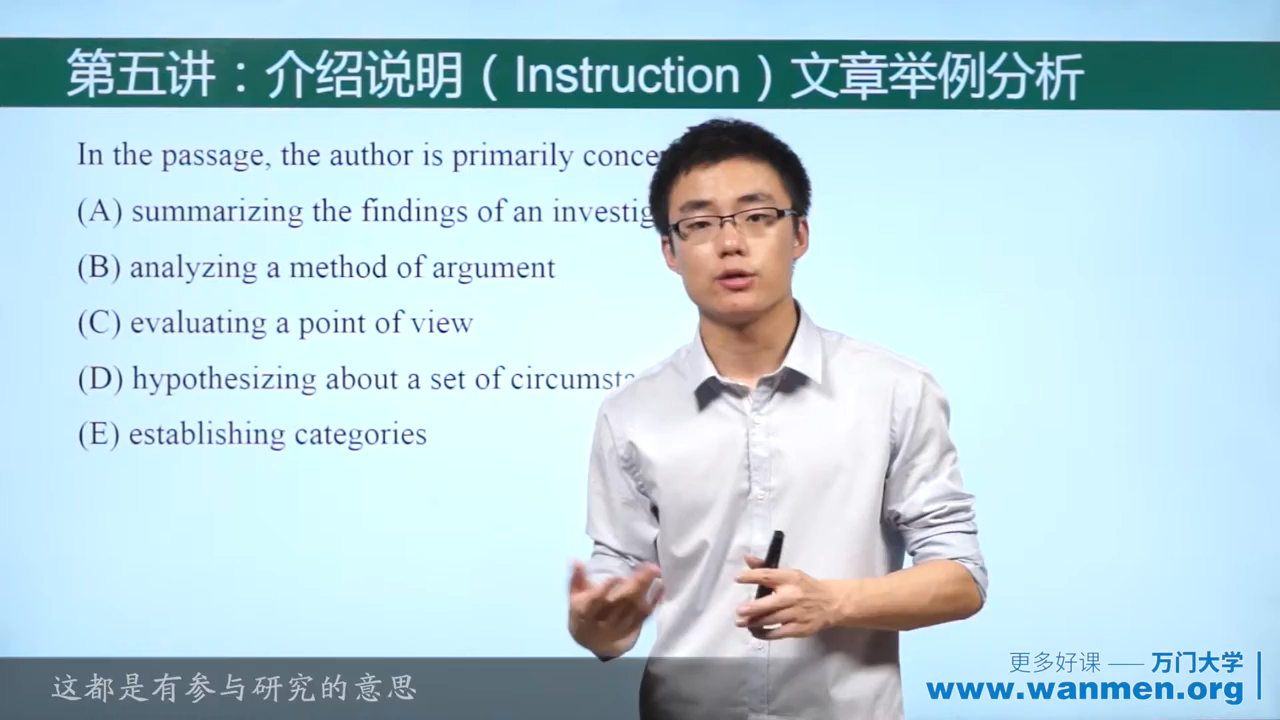 第五讲：介绍说明（Instruction）文章举例分析
In the passage, the author is primarily
(A) summarizing the findings of an
(B) analyzing a method of argument
(C) evaluating a point of view
(D) hypothesizing about a set of
(E) establishing categories
这都是有参与研究的意思
更多好课 —— 万门大学
www.wanmen.org